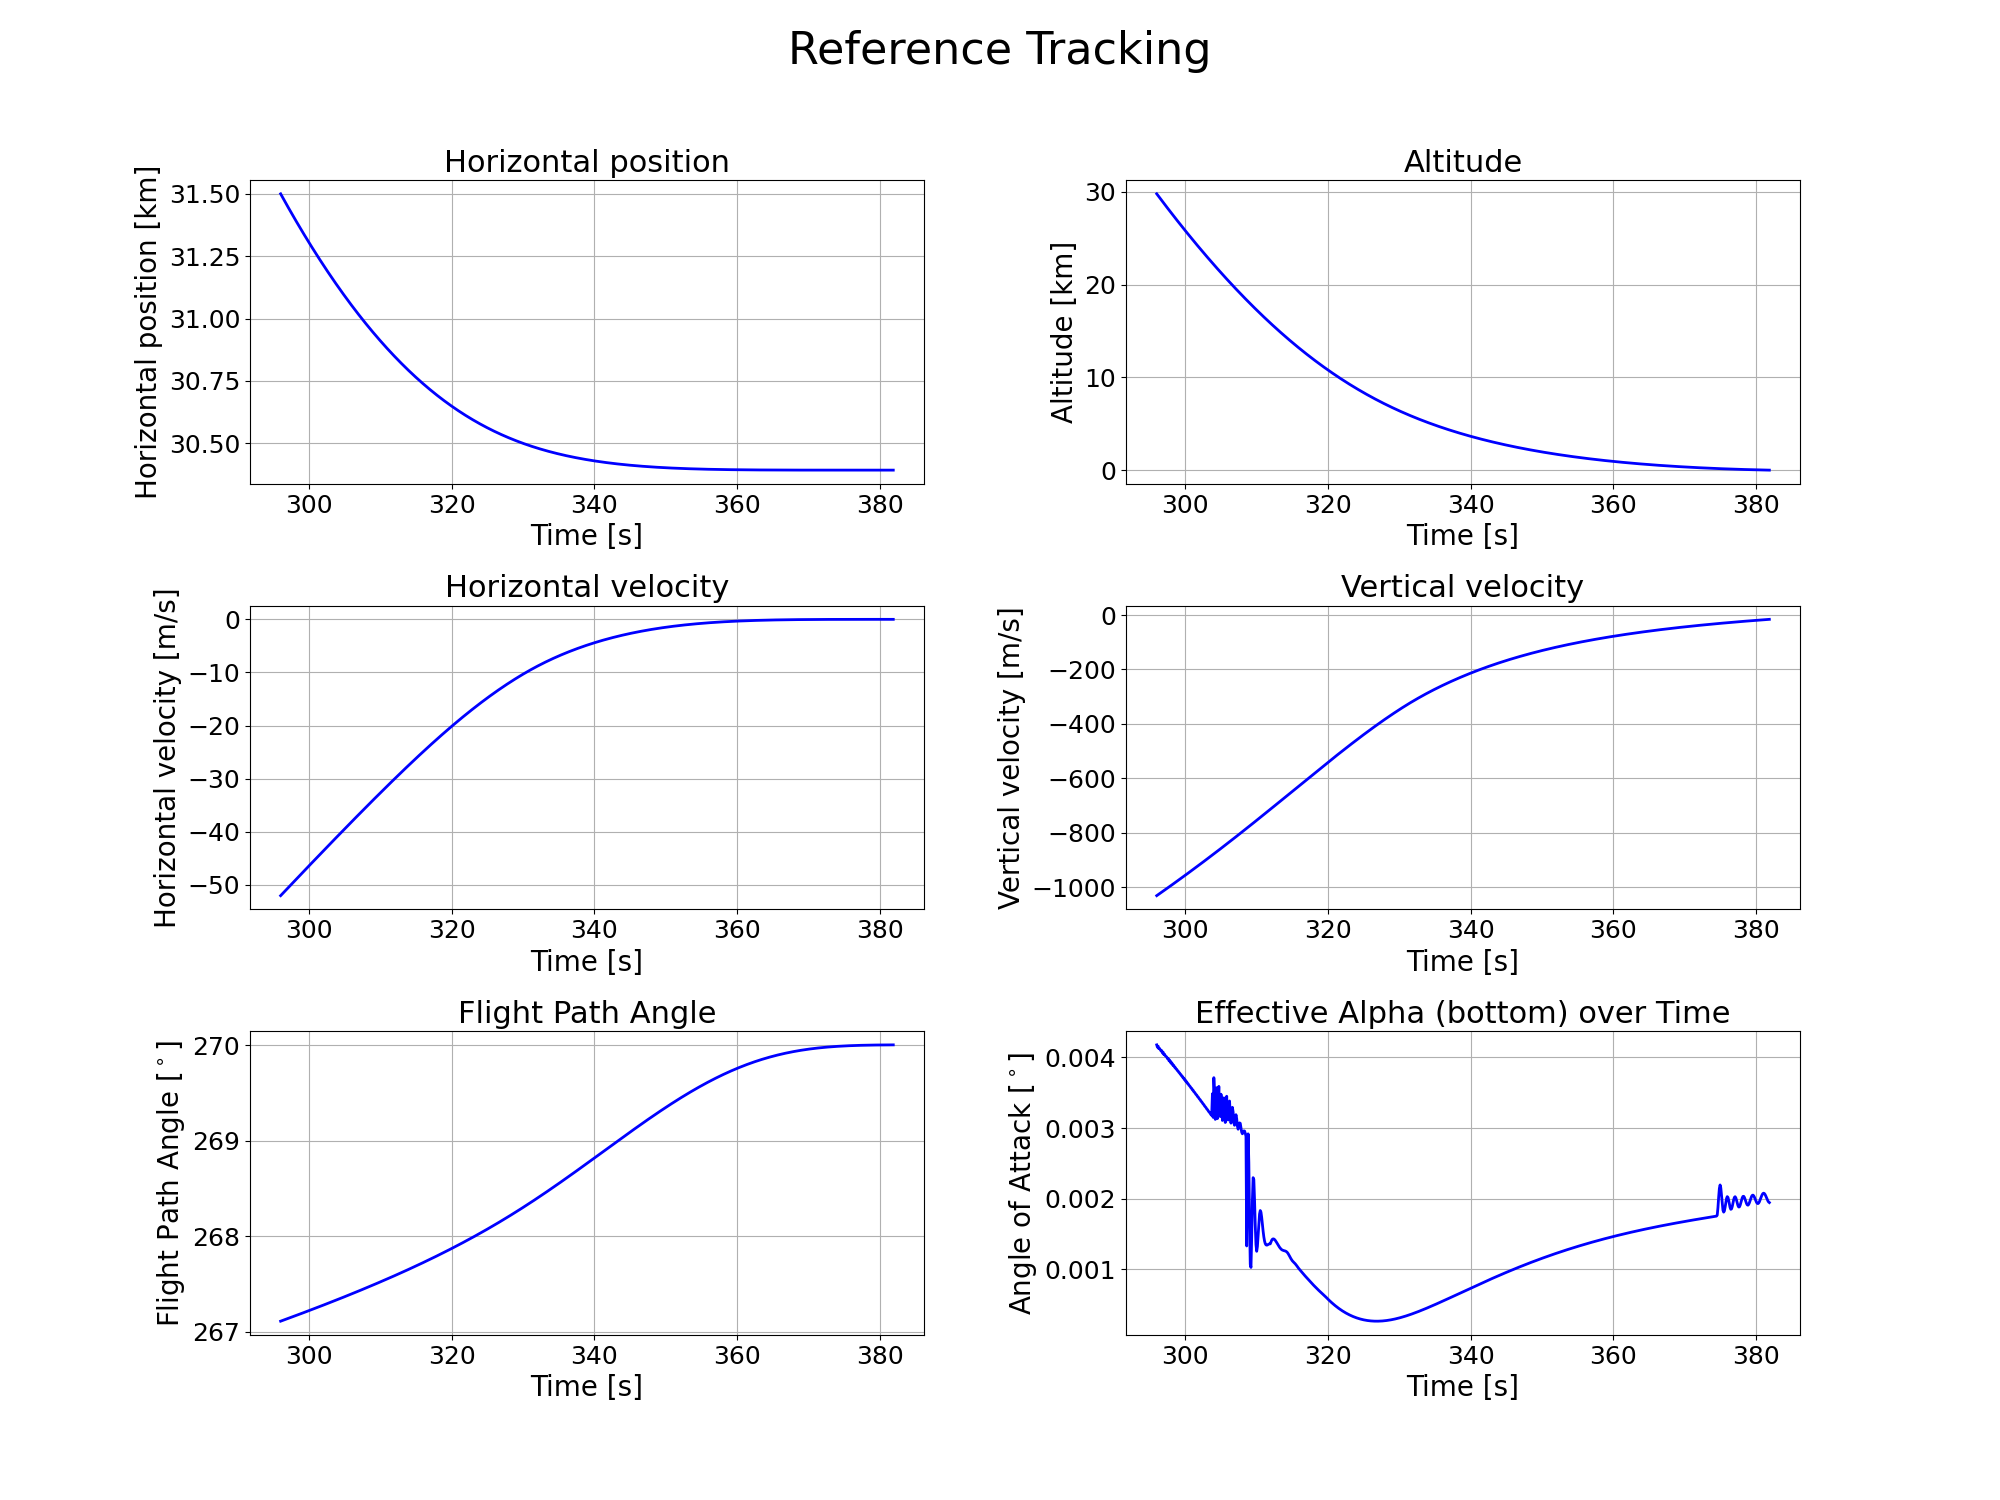 Reference Tracking
Horizontal position
Horizontal position [km]
31.50
31.25
31.00
30.75
30.50
300 320 340 360 380
Time [s]
Altitude
Altitude [km]
30
20
10
0
300 320 340 360 380
Time [s]
Horizontal velocity
Horizontal velocity [m/s]
0
−10
−20
−30
−40
−50
300 320 340 360 380
Time [s]
Vertical velocity
Vertical velocity [m/s]
0
−200
−400
−600
−800
−1000
300 320 340 360 380
Time [s]
Flight Path Angle
Flight Path Angle [°]
270
269
268
267
300 320 340 360 380
Time [s]
Effective Alpha (bottom) over Time
Angle of Attack [°]
0.004
0.003
0.002
0.001
300 320 340 360 380
Time [s]